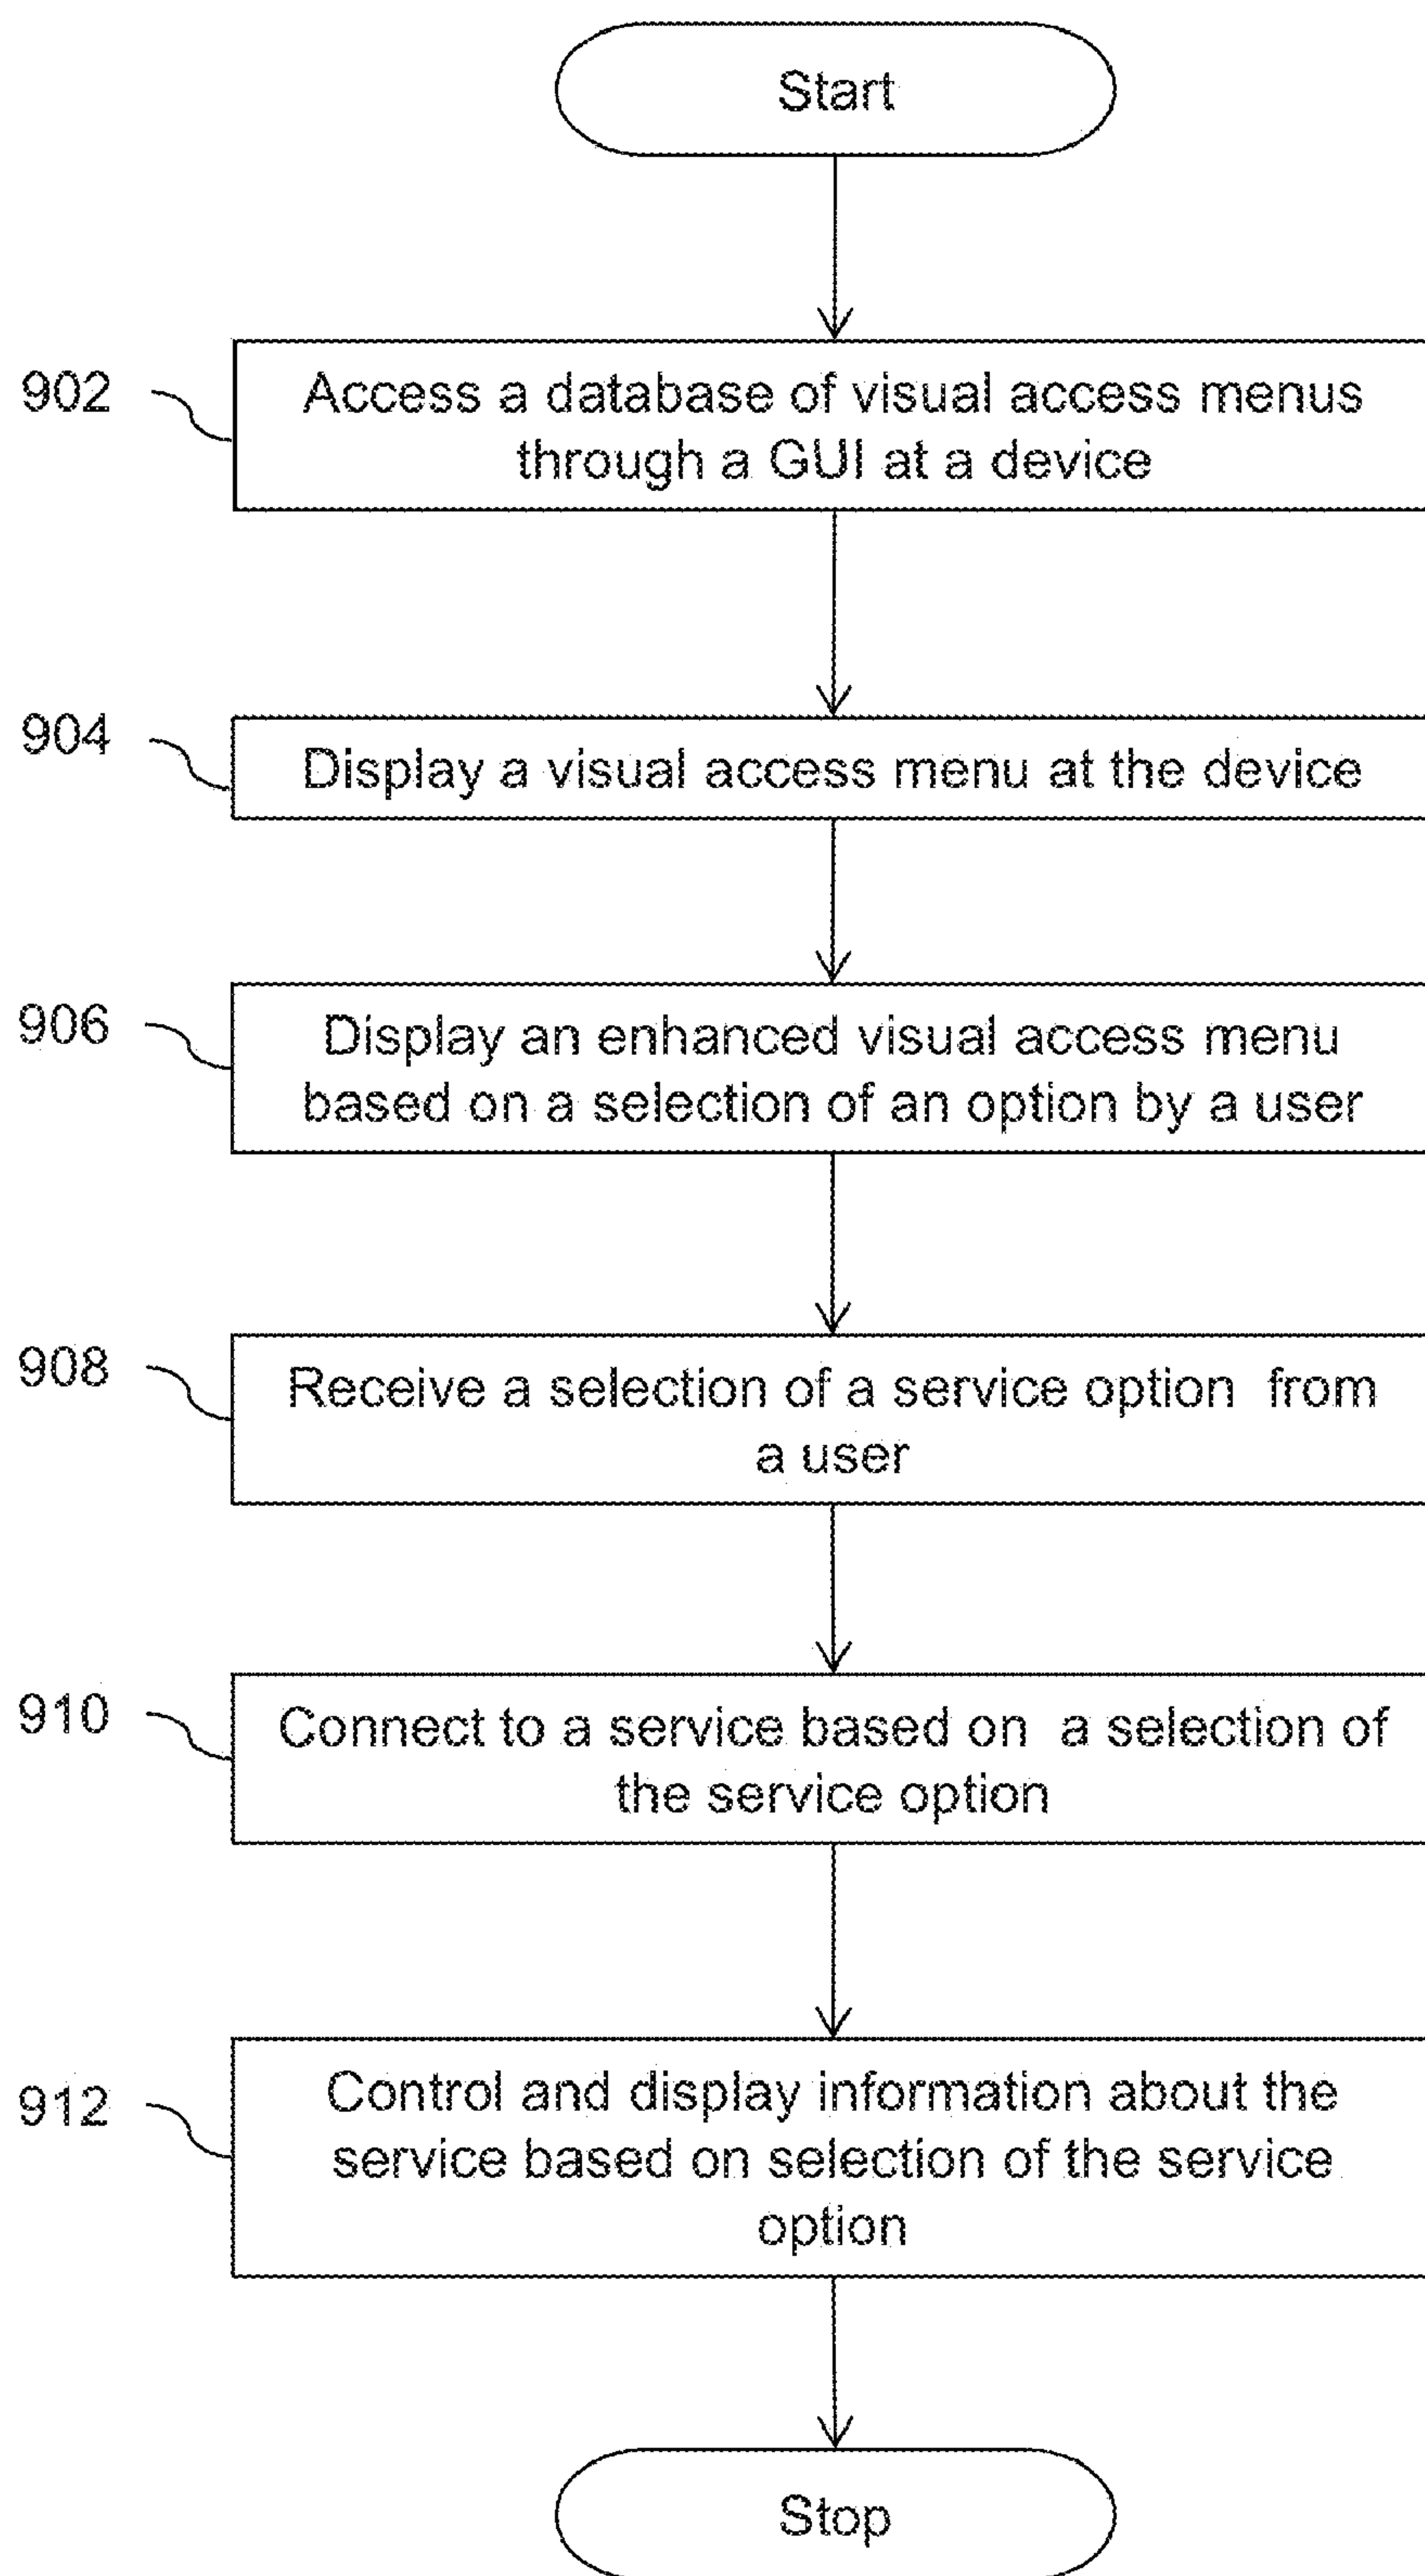 Start
902
Access a database of visual access menus
through a GUI at a device
904
Display a visual access menu at the device
906
Display an enhanced visual access menu
based on a selection of an option by a user
908
Receive a selection of a service option from
a user
910
Connect to a service based on a selection of
the service option
912
Control and display information about the
service based on selection of the service
option
Stop